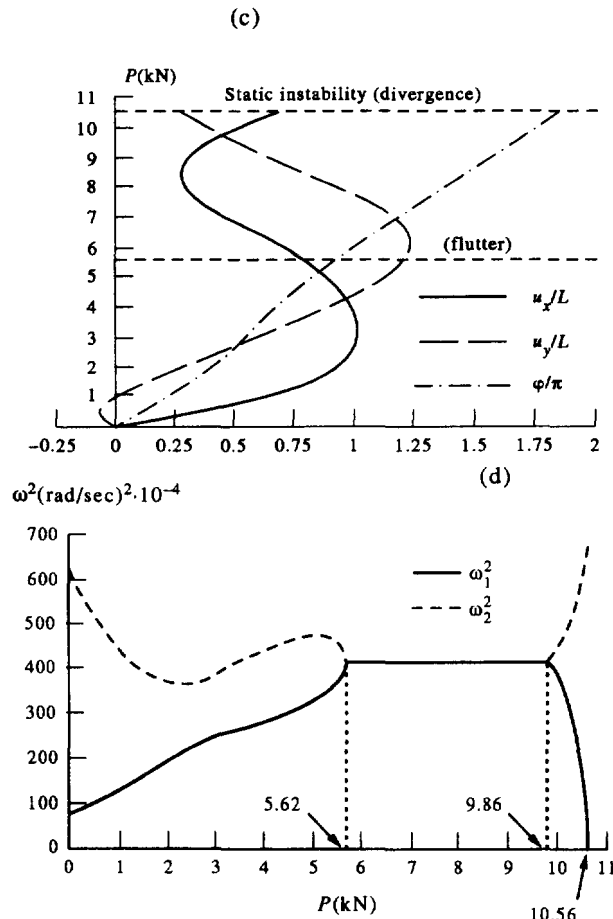 (c)
P(kN)
11
10
9
8
7
6
5
4
3
2
1
Static instability (divergence)
(flutter)
u_x/L
u_y/L
φ/π
-0.25 0 0.25 0.5 0.75 1 1.25 1.5 1.75 2
(d)
ω²(rad/sec)²·10⁻⁴
700
600
500
400
300
200
100
0
ω₁²
ω₂²
5.62
9.86
0 1 2 3 4 5 6 7 8 9 10 11
P(kN)
10.56